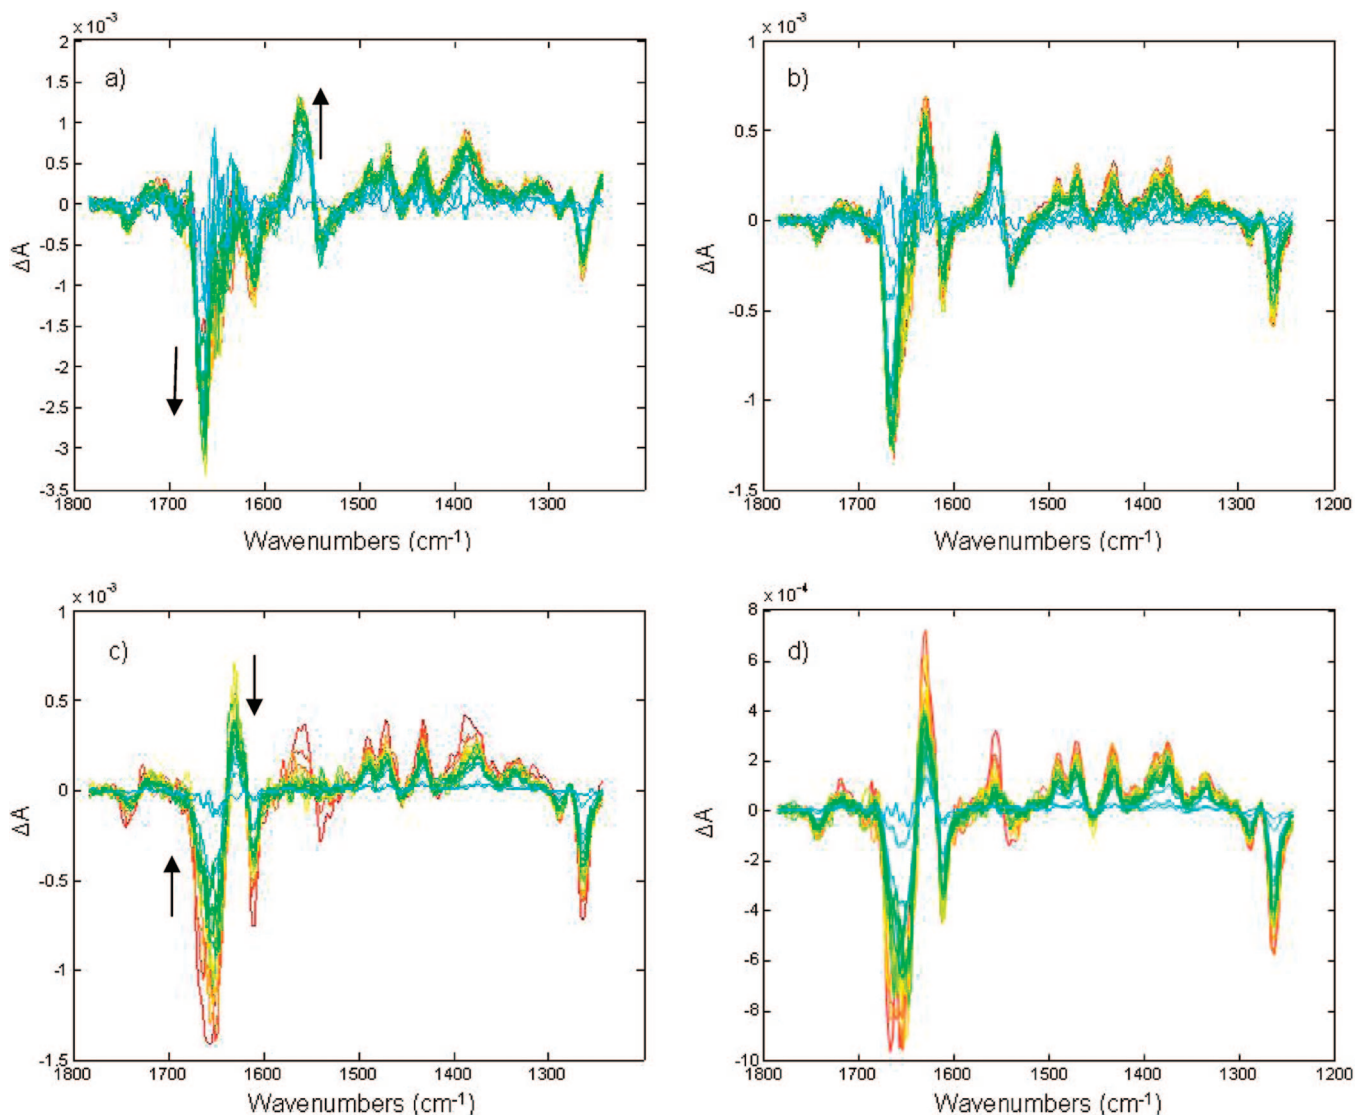 x 10⁻³
2
1.5
1
0.5
0
-0.5
-1
-1.5
-2
-2.5
-3
-3.5
a)
ΔA
1800 1700 1600 1500 1400 1300
Wavenumbers (cm⁻¹)
x 10⁻³
1
0.5
0
-0.5
-1
-1.5
b)
ΔA
1800 1700 1600 1500 1400 1300 1200
Wavenumbers (cm⁻¹)
x 10⁻³
1
0.5
0
-0.5
-1
-1.5
c)
ΔA
1800 1700 1600 1500 1400 1300
Wavenumbers (cm⁻¹)
x 10⁻⁴
8
6
4
2
0
-2
-4
-6
-8
-10
d)
ΔA
1800 1700 1600 1500 1400 1300 1200
Wavenumbers (cm⁻¹)